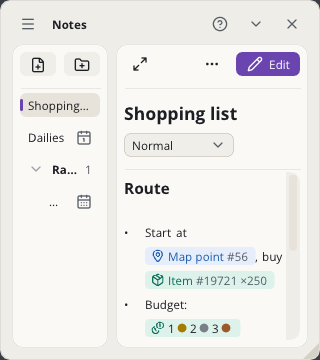 Notes
Shopping...
Dailies
Ra... 1
...
Edit
Shopping list
Normal
Route
• Start at
Map point #56 , buy
Item #19721 ×250
• Budget:
1 2 3